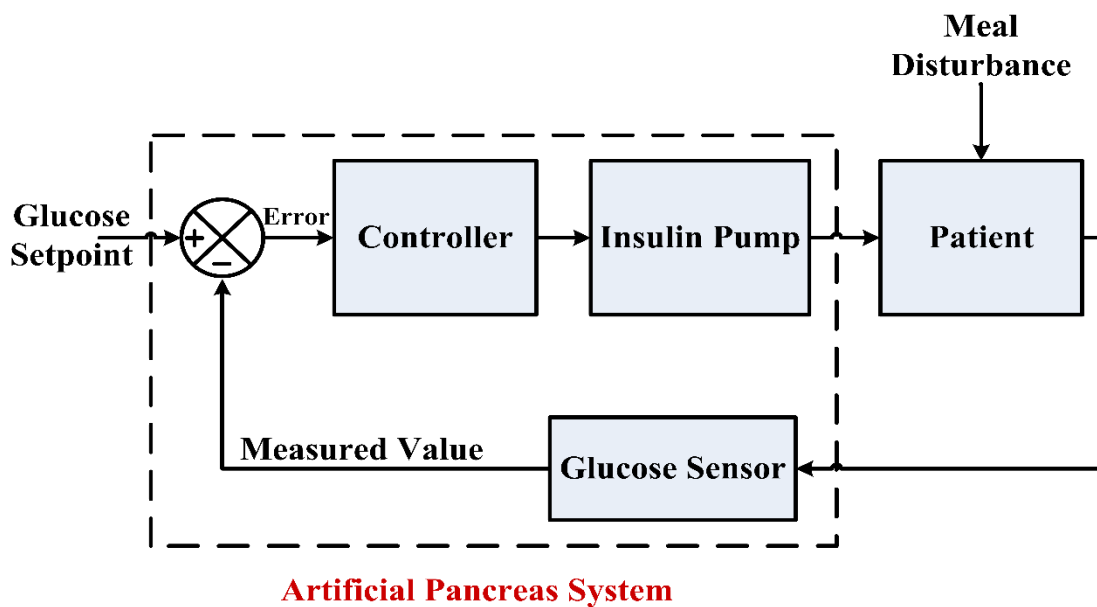 Meal
Disturbance
Glucose
Setpoint
+
−
Error
Controller
Insulin Pump
Patient
Measured Value
Glucose Sensor
Artificial Pancreas System